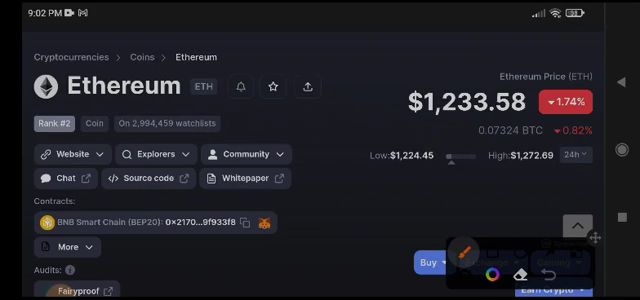 9:02 PM
Cryptocurrencies > Coins > Ethereum
Ethereum ETH
Ethereum Price (ETH)
$1,233.58 1.74%
Rank #2 Coin On 2,994,459 watchlists
0.07324 BTC 0.82%
Website Explorers Community
Low:$1,224.45 High:$1,272.69 24h
Chat Source code Whitepaper
Contracts:
BNB Smart Chain (BEP20): 0x2170...9f933f8
More
Buy
Audits:
Fairyproof
Earn Crypto